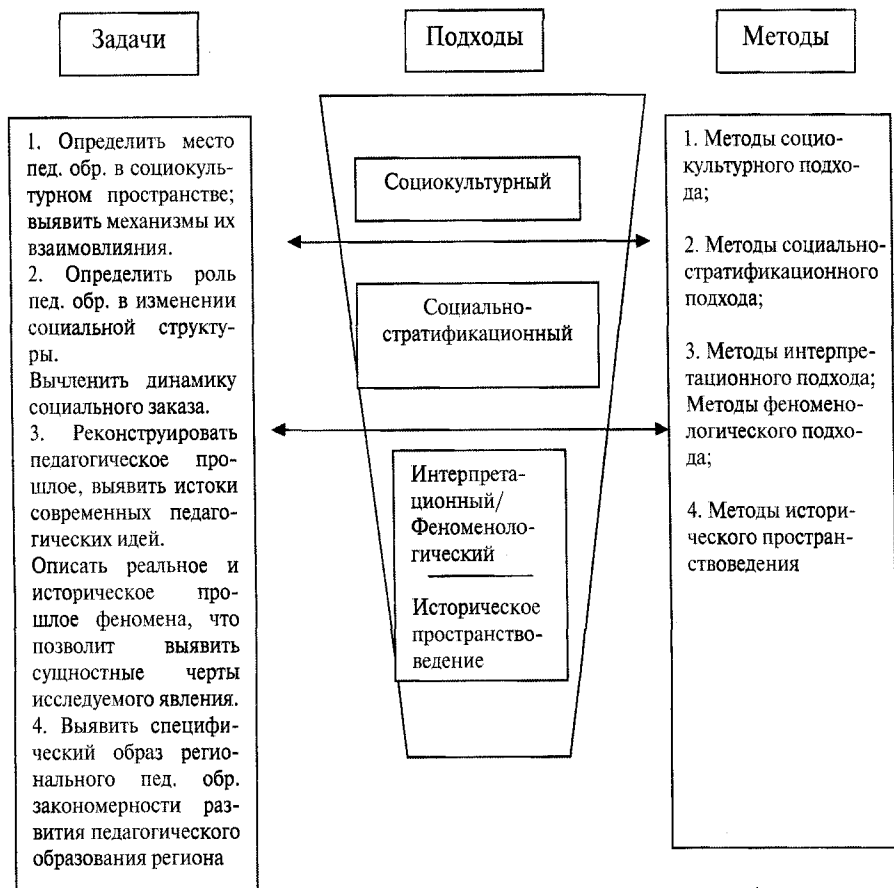 Задачи
Подходы
Методы
1. Определить место
пед. обр. в социокуль-
турном пространстве;
выявить механизмы их
взаимовлияния.
2. Определить роль
пед. обр. в изменении
социальной структу-
ры.
Вычленить динамику
социального заказа.
3. Реконструировать
педагогическое про-
шлое, выявить истоки
современных педаго-
гических идей.
Описать реальное и
историческое про-
шлое феномена, что
позволит выявить
сущностные черты
исследуемого явления.
4. Выявить специфи-
ческий образ регио-
нального пед. обр.
закономерности раз-
вития педагогического
образования региона
Социокультурный
Социально-
стратификационный
Интерпрета-
ционный/
Феноменоло-
гический
Историческое
пространство-
ведение
1. Методы социо-
культурного подхо-
да;
2. Методы социально-
стратификационного
подхода;
3. Методы интерпре-
тационного подхода;
Методы феномено-
логического подхо-
да;
4. Методы истори-
ческого простран-
ствоведения